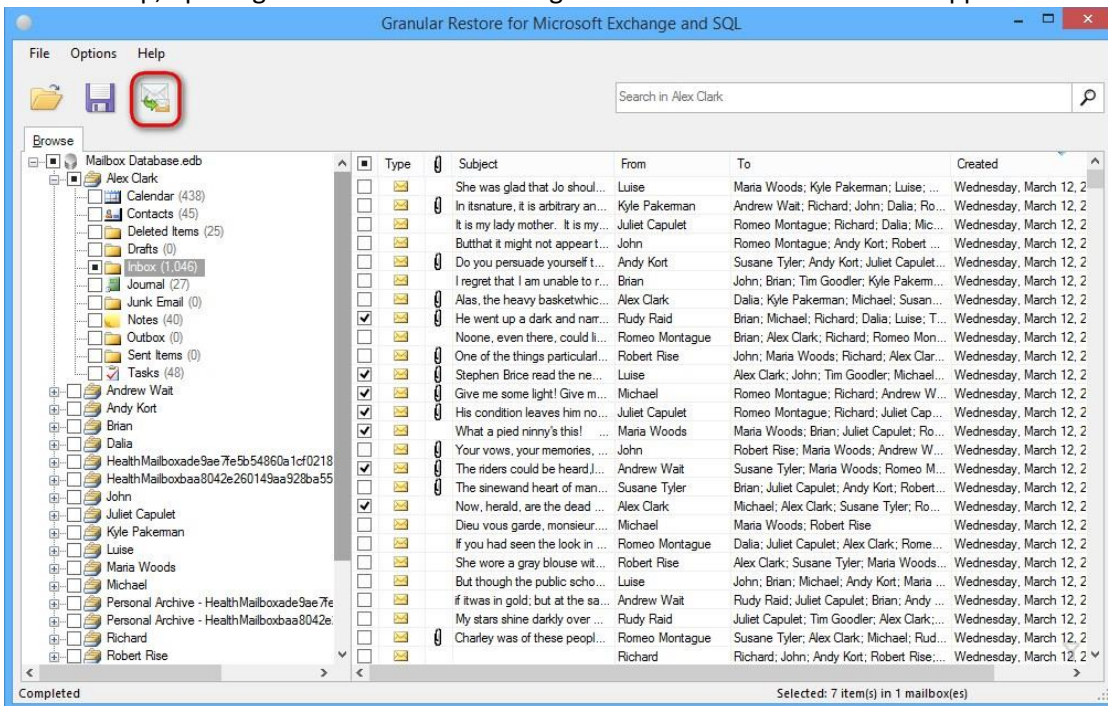 Granular Restore for Microsoft Exchange and SQL
File Options Help
Search in Alex Clark
Browse
Mailbox Database.edb
Alex Clark
Calendar (438)
Contacts (45)
Deleted Items (25)
Drafts (0)
Inbox (1,046)
Journal (27)
Junk Email (0)
Notes (40)
Outbox (0)
Sent Items (0)
Tasks (48)
Andrew Wait
Andy Kort
Brian
Dalia
HealthMailboxade9ae7fe5b54860a1cf0218
HealthMailboxbaa8042e260149aa928ba55
John
Juliet Capulet
Kyle Pakerman
Luise
Maria Woods
Michael
Personal Archive - HealthMailboxade9ae7fe
Personal Archive - HealthMailboxbaa8042e
Richard
Robert Rise
Type Subject From To Created
She was glad that Jo shoul... Luise Maria Woods; Kyle Pakerman; Luise; ... Wednesday, March 12, 2
In itsnature, it is arbitrary an... Kyle Pakerman Andrew Wait; Richard; John; Dalia; Ro... Wednesday, March 12, 2
It is my lady mother. It is my... Juliet Capulet Romeo Montague; Richard; Dalia; Mic... Wednesday, March 12, 2
Butthat it might not appear t... John Romeo Montague; Andy Kort; Robert ... Wednesday, March 12, 2
Do you persuade yourself t... Andy Kort Susane Tyler; Andy Kort; Juliet Capulet... Wednesday, March 12, 2
I regret that I am unable to r... Brian John; Brian; Tim Goodler; Kyle Pakerm... Wednesday, March 12, 2
Alas, the heavy basketwhic... Alex Clark Dalia; Kyle Pakerman; Michael; Susan... Wednesday, March 12, 2
He went up a dark and narr... Rudy Raid Brian; Michael; Richard; Dalia; Luise; T... Wednesday, March 12, 2
Noone, even there, could li... Romeo Montague Brian; Alex Clark; Richard; Romeo Mon... Wednesday, March 12, 2
One of the things particularl... Robert Rise John; Maria Woods; Richard; Alex Clar... Wednesday, March 12, 2
Stephen Brice read the ne... Luise Alex Clark; John; Tim Goodler; Michael... Wednesday, March 12, 2
Give me some light! Give m... Michael Romeo Montague; Richard; Andrew W... Wednesday, March 12, 2
His condition leaves him no... Juliet Capulet Romeo Montague; Richard; Juliet Cap... Wednesday, March 12, 2
What a pied ninny's this! ... Maria Woods Maria Woods; Brian; Juliet Capulet; Ro... Wednesday, March 12, 2
Your vows, your memories, ... John Robert Rise; Maria Woods; Andrew W... Wednesday, March 12, 2
The riders could be heard,l... Andrew Wait Susane Tyler; Maria Woods; Romeo M... Wednesday, March 12, 2
The sinewand heart of man... Susane Tyler Brian; Juliet Capulet; Andy Kort; Robert... Wednesday, March 12, 2
Now, herald, are the dead ... Alex Clark Michael; Alex Clark; Susane Tyler; Ro... Wednesday, March 12, 2
Dieu vous garde, monsieur.... Michael Maria Woods; Robert Rise Wednesday, March 12, 2
If you had seen the look in ... Romeo Montague Dalia; Juliet Capulet; Alex Clark; Rome... Wednesday, March 12, 2
She wore a gray blouse wit... Robert Rise Alex Clark; Susane Tyler; Maria Woods... Wednesday, March 12, 2
But though the public scho... Luise John; Brian; Michael; Andy Kort; Maria ... Wednesday, March 12, 2
if itwas in gold; but at the sa... Andrew Wait Rudy Raid; Juliet Capulet; Brian; Andy ... Wednesday, March 12, 2
My stars shine darkly over ... Rudy Raid Juliet Capulet; Tim Goodler; Alex Clark;... Wednesday, March 12, 2
Charley was of these peopl... Romeo Montague Susane Tyler; Alex Clark; Michael; Rud... Wednesday, March 12, 2
Richard Richard; John; Andy Kort; Robert Rise;... Wednesday, March 12, 2
Completed Selected: 7 item(s) in 1 mailbox(es)